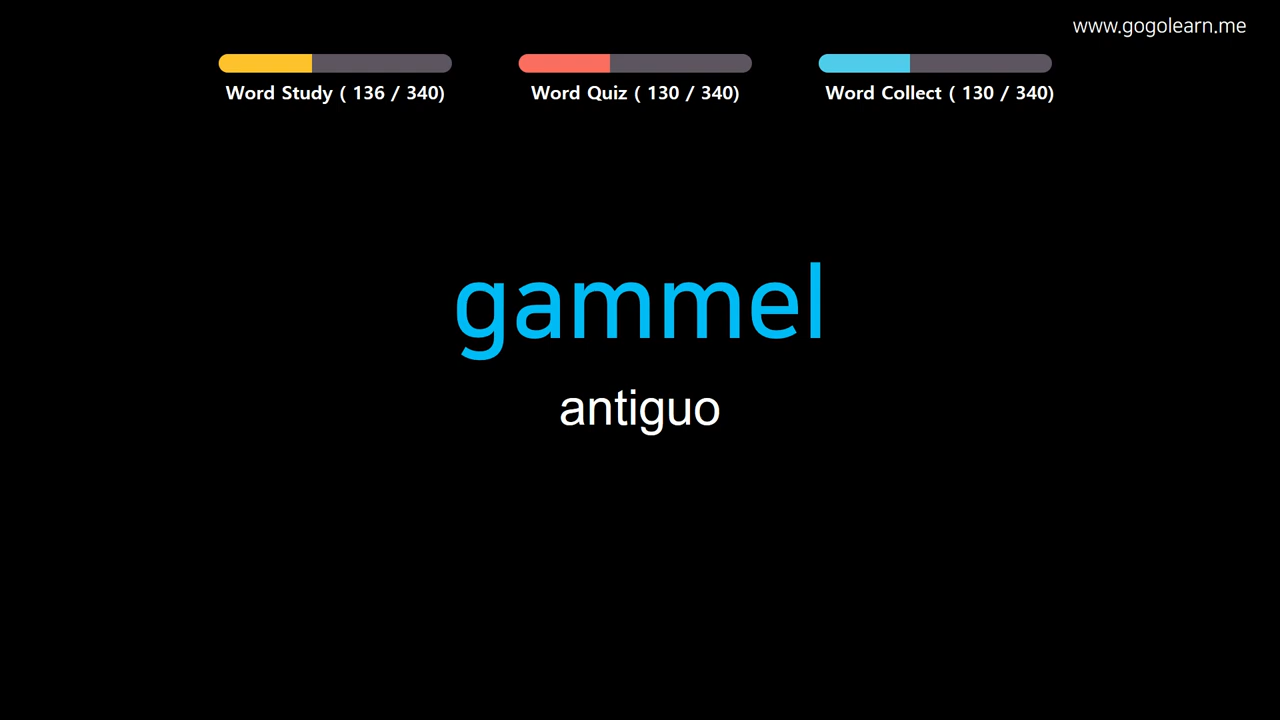 www.gogolearn.me
Word Study ( 136 / 340)
Word Quiz ( 130 / 340)
Word Collect ( 130 / 340)
gammel
antiguo